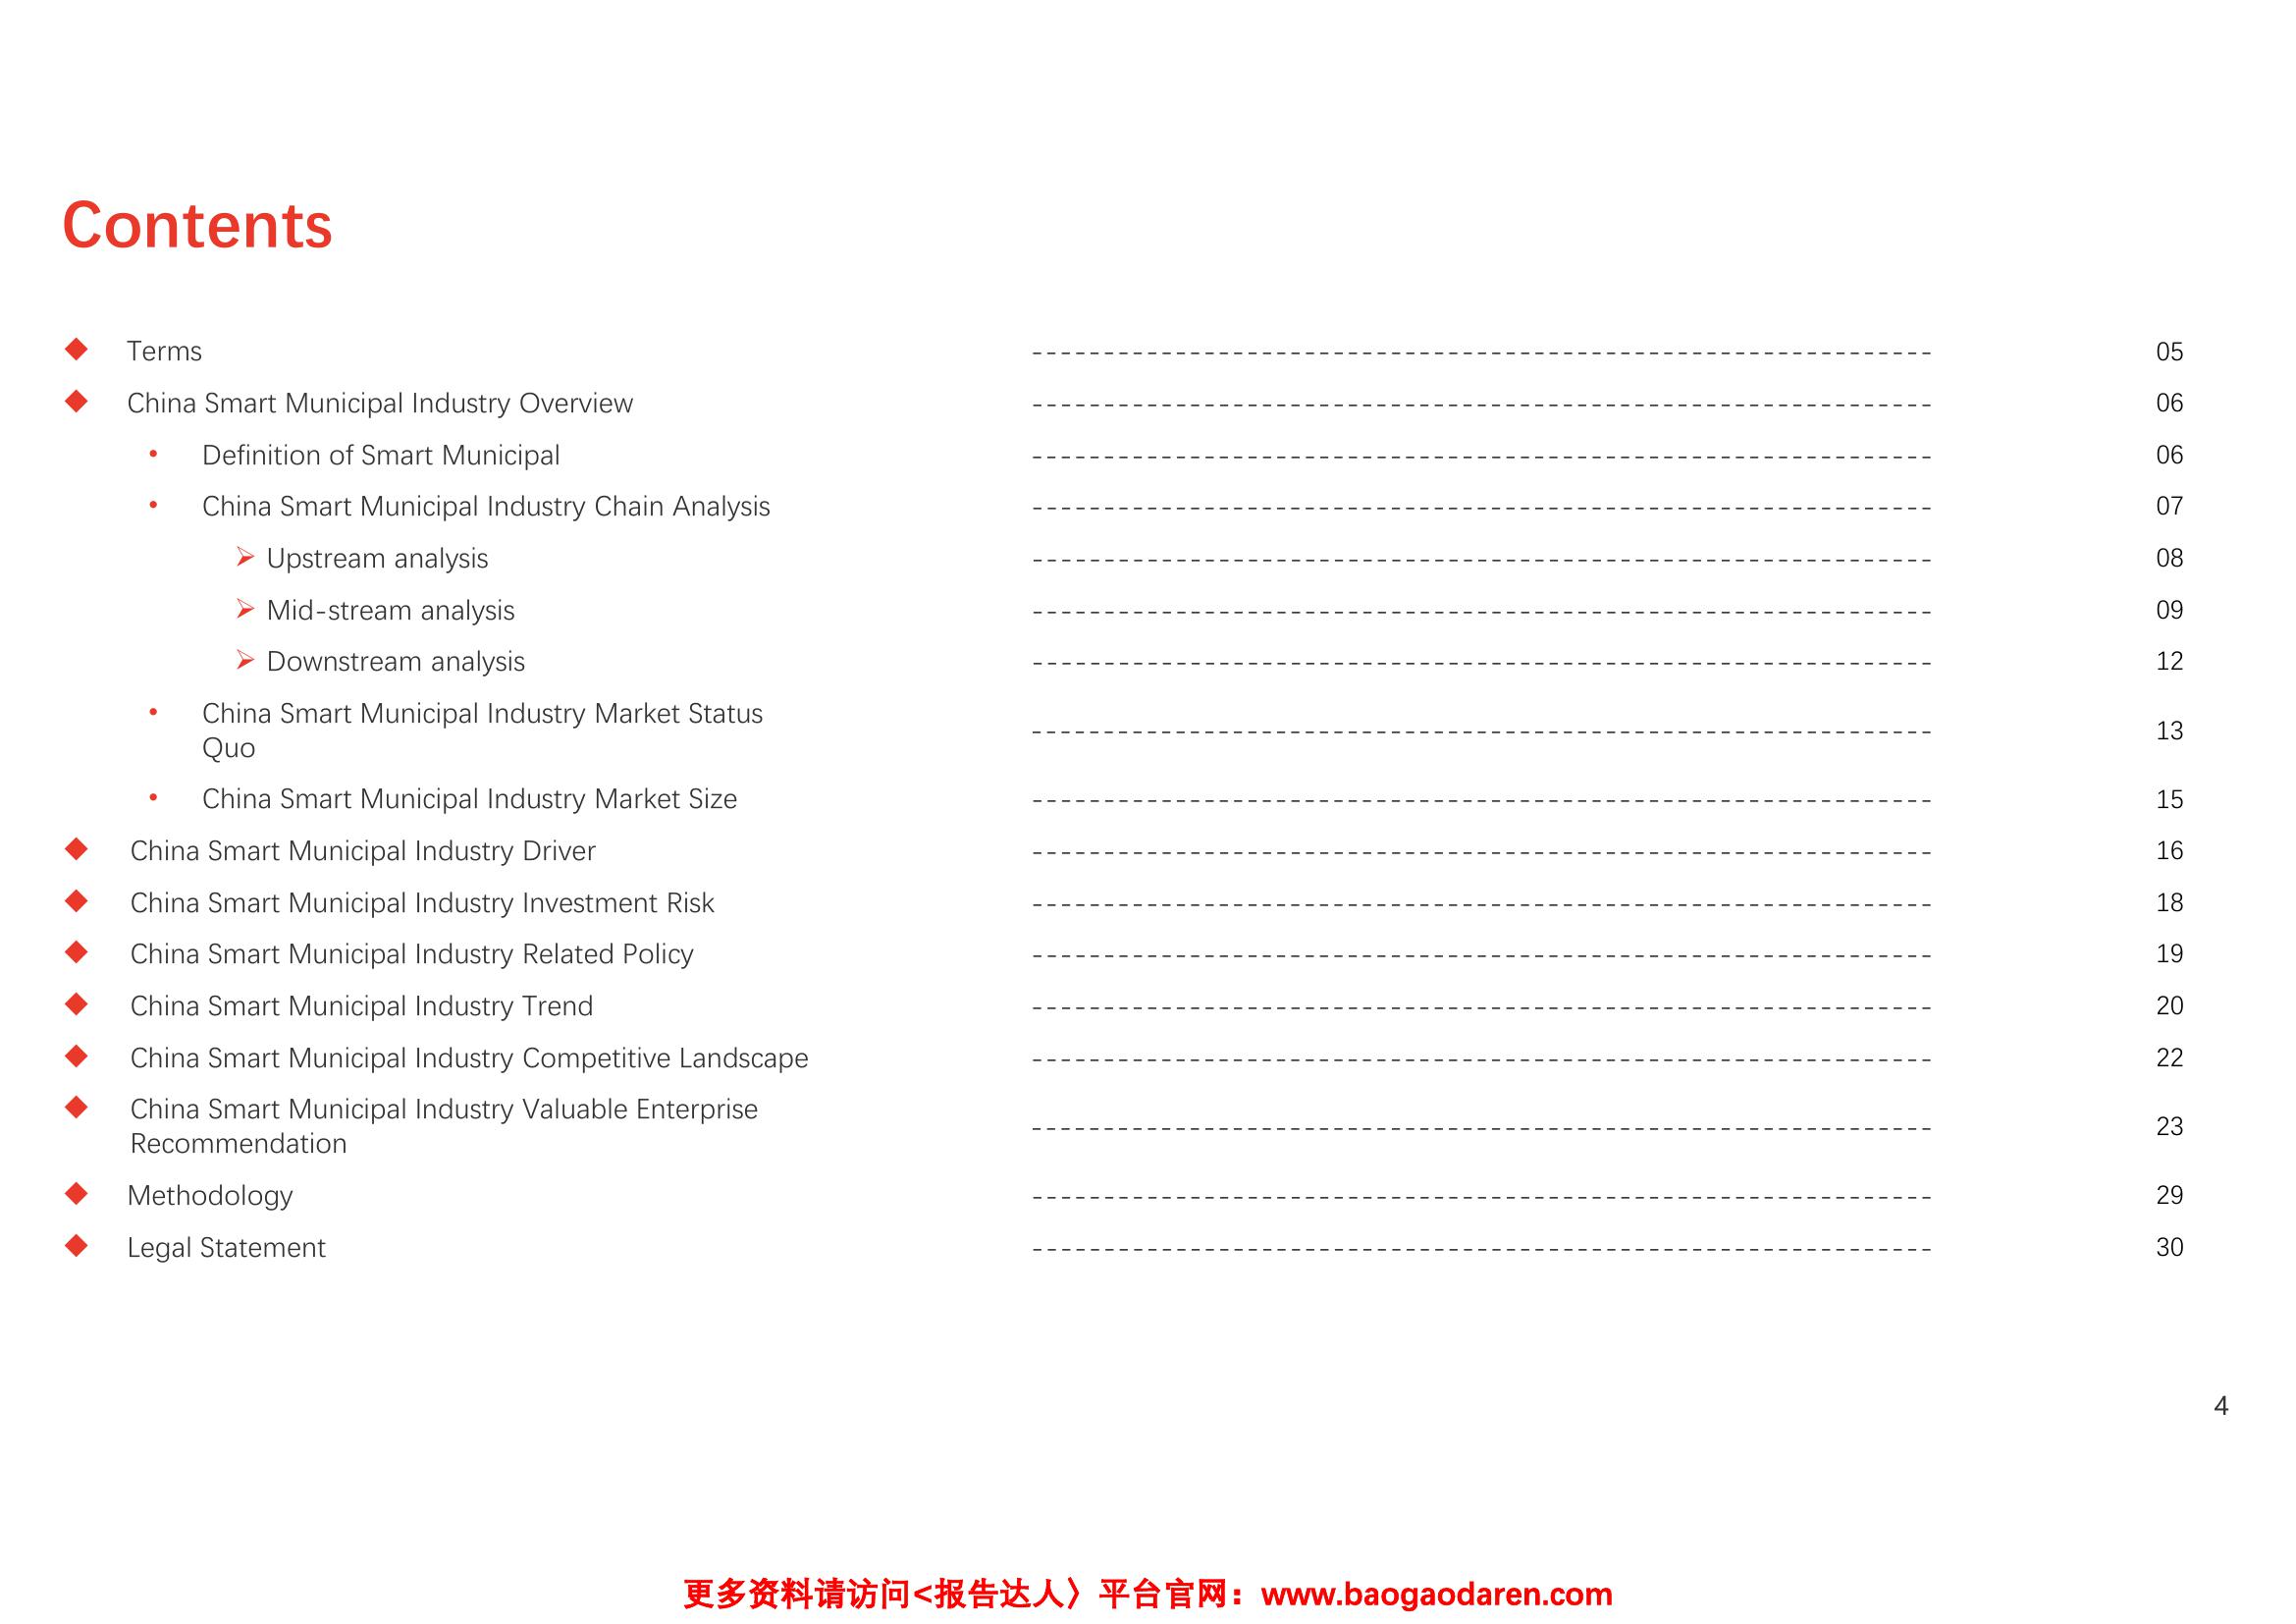 Contents
Terms -------------------------------------------------------------- 05
China Smart Municipal Industry Overview -------------------------------------------------------------- 06
Definition of Smart Municipal -------------------------------------------------------------- 06
China Smart Municipal Industry Chain Analysis -------------------------------------------------------------- 07
Upstream analysis -------------------------------------------------------------- 08
Mid-stream analysis -------------------------------------------------------------- 09
Downstream analysis -------------------------------------------------------------- 12
China Smart Municipal Industry Market Status
Quo -------------------------------------------------------------- 13
China Smart Municipal Industry Market Size -------------------------------------------------------------- 15
China Smart Municipal Industry Driver -------------------------------------------------------------- 16
China Smart Municipal Industry Investment Risk -------------------------------------------------------------- 18
China Smart Municipal Industry Related Policy -------------------------------------------------------------- 19
China Smart Municipal Industry Trend -------------------------------------------------------------- 20
China Smart Municipal Industry Competitive Landscape -------------------------------------------------------------- 22
China Smart Municipal Industry Valuable Enterprise
Recommendation -------------------------------------------------------------- 23
Methodology -------------------------------------------------------------- 29
Legal Statement -------------------------------------------------------------- 30
4
更多资料请访问<报告达人〉平台官网：www.baogaodaren.com